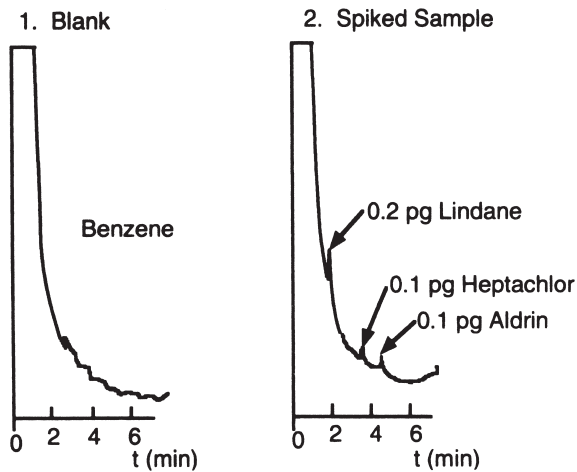 1. Blank
Benzene
0 2 4 6
t (min)
2. Spiked Sample
0.2 pg Lindane
0.1 pg Heptachlor
0.1 pg Aldrin
0 2 4 6
t (min)